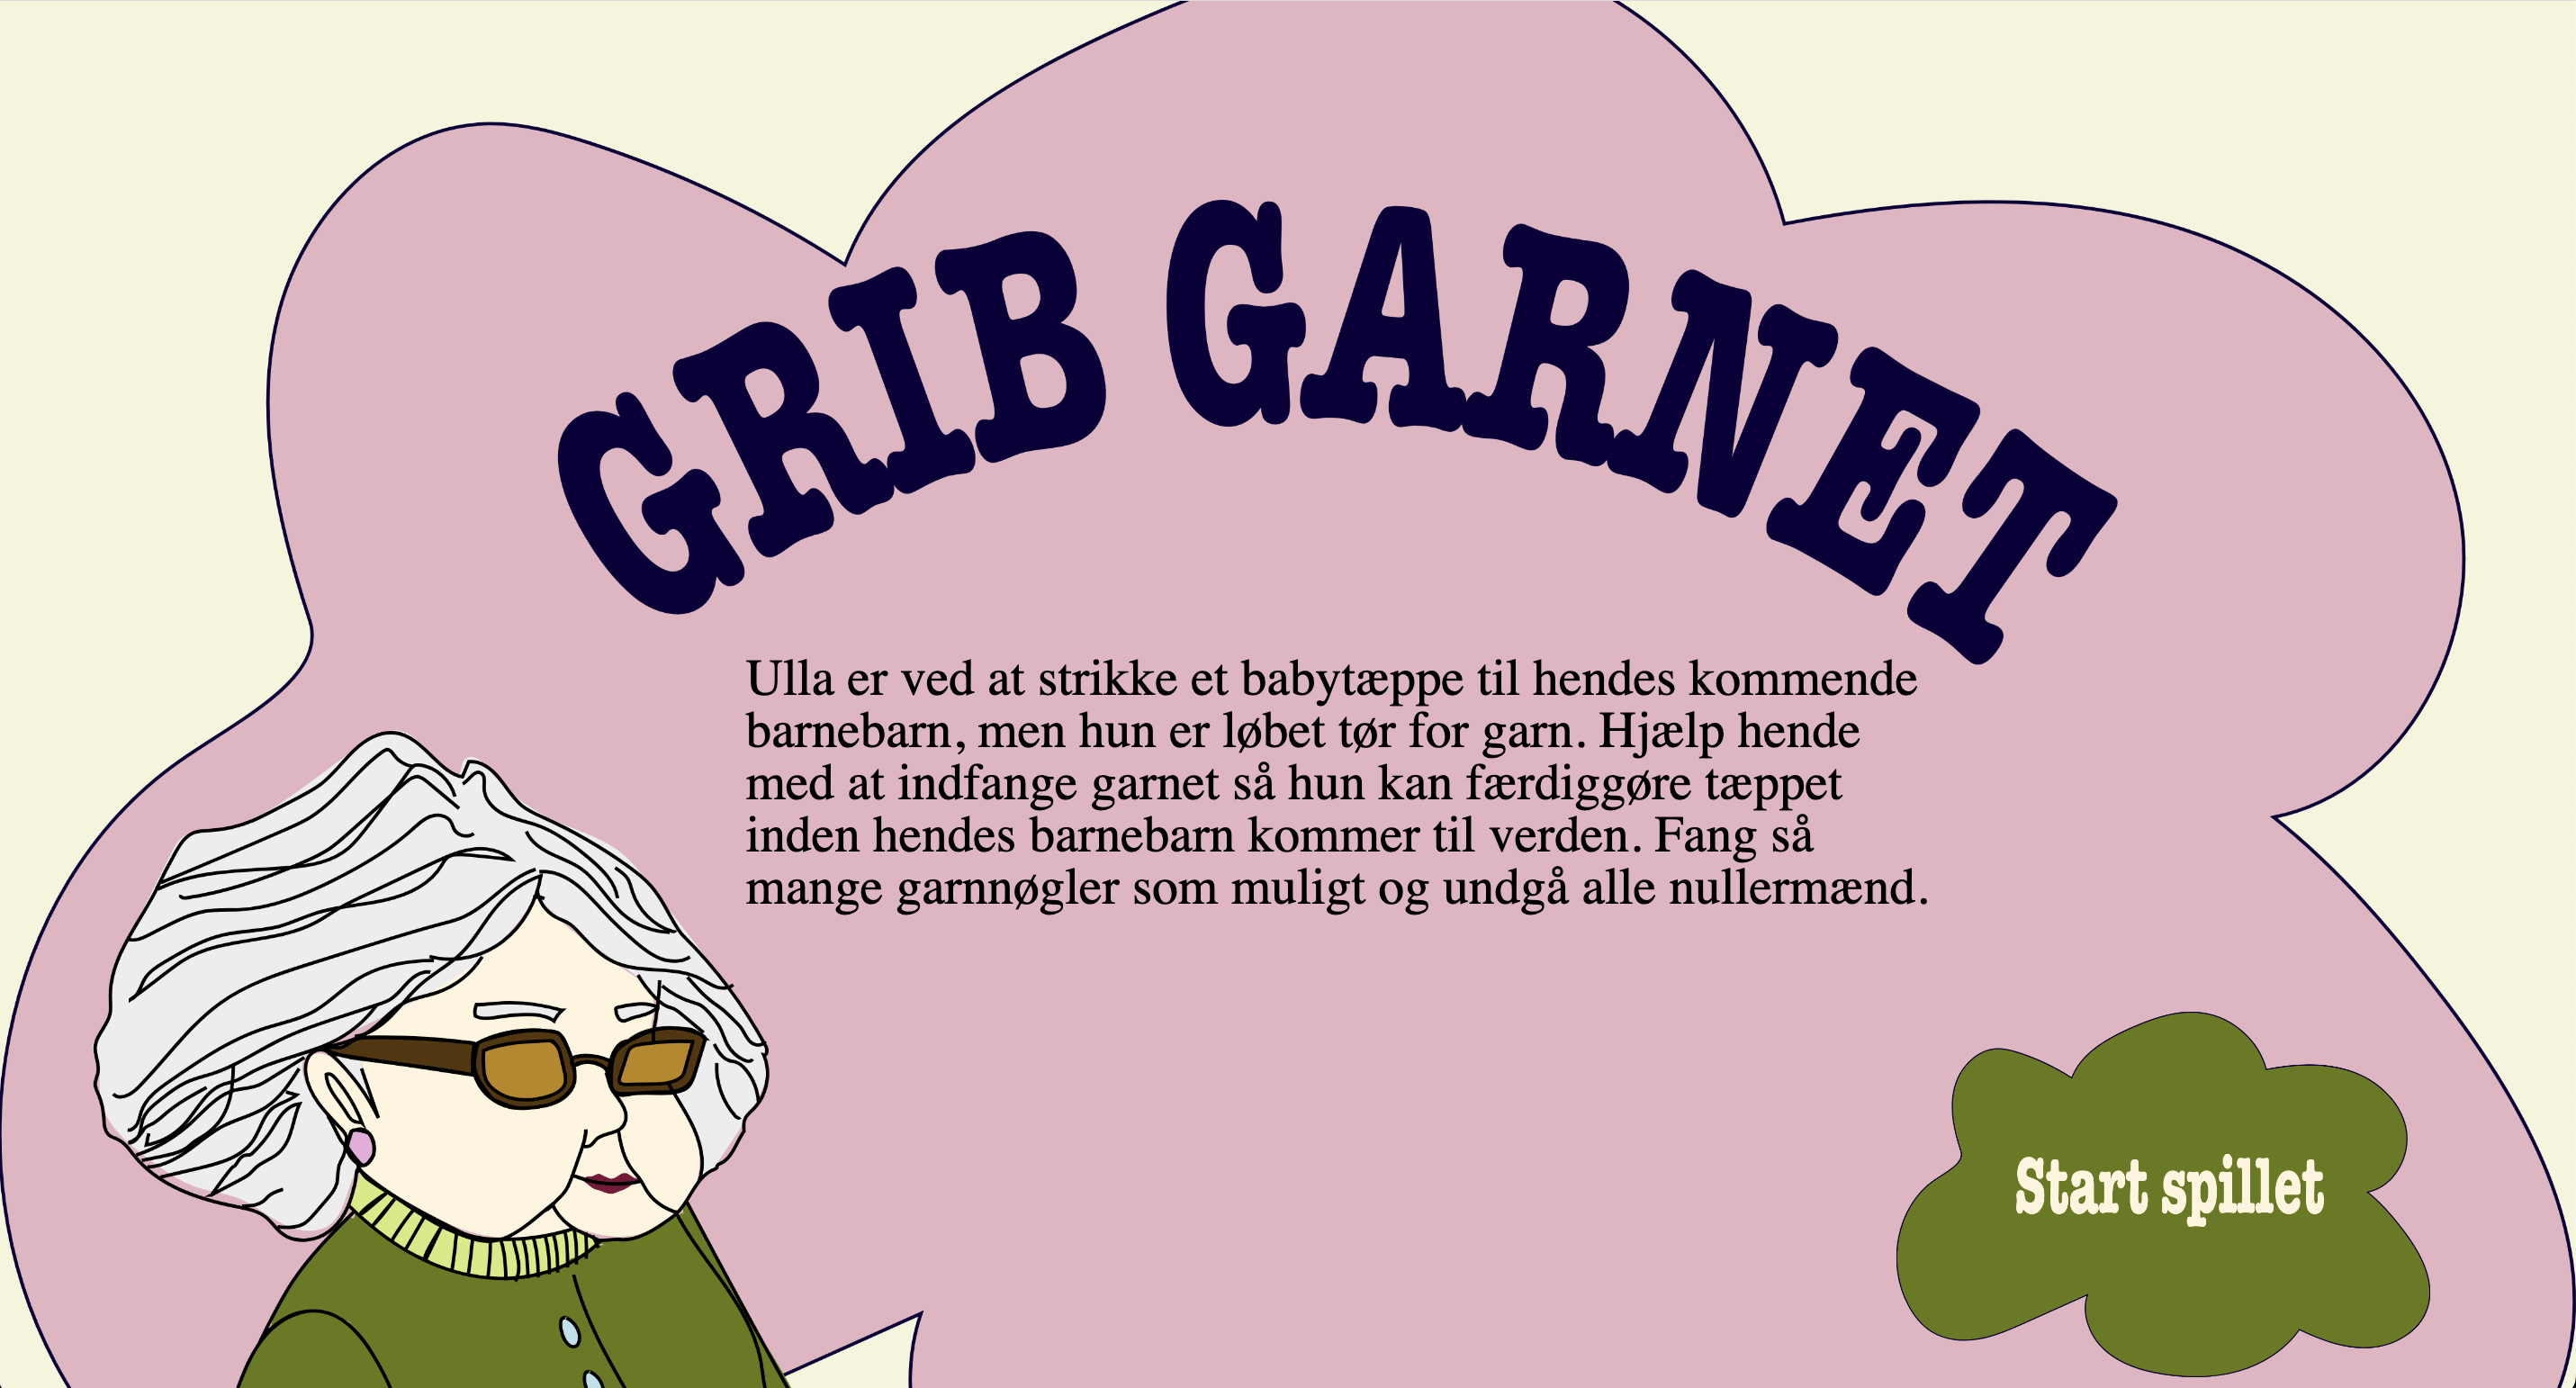 GRIB GARNET
Ulla er ved at strikke et babytæppe til hendes kommende
barnebarn, men hun er løbet tør for garn. Hjælp hende
med at indfange garnet så hun kan færdiggøre tæppet
inden hendes barnebarn kommer til verden. Fang så
mange garnnøgler som muligt og undgå alle nullermænd.
Start spillet